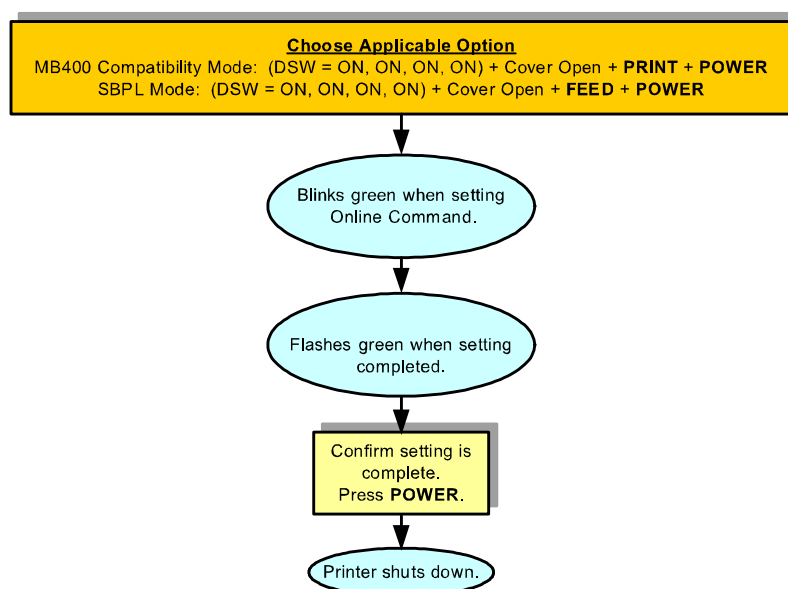 Choose Applicable Option
MB400 Compatibility Mode: (DSW = ON, ON, ON, ON) + Cover Open + PRINT + POWER
SBPL Mode: (DSW = ON, ON, ON, ON) + Cover Open + FEED + POWER
Blinks green when setting
Online Command.
Flashes green when setting
completed.
Confirm setting is
complete.
Press POWER.
Printer shuts down.